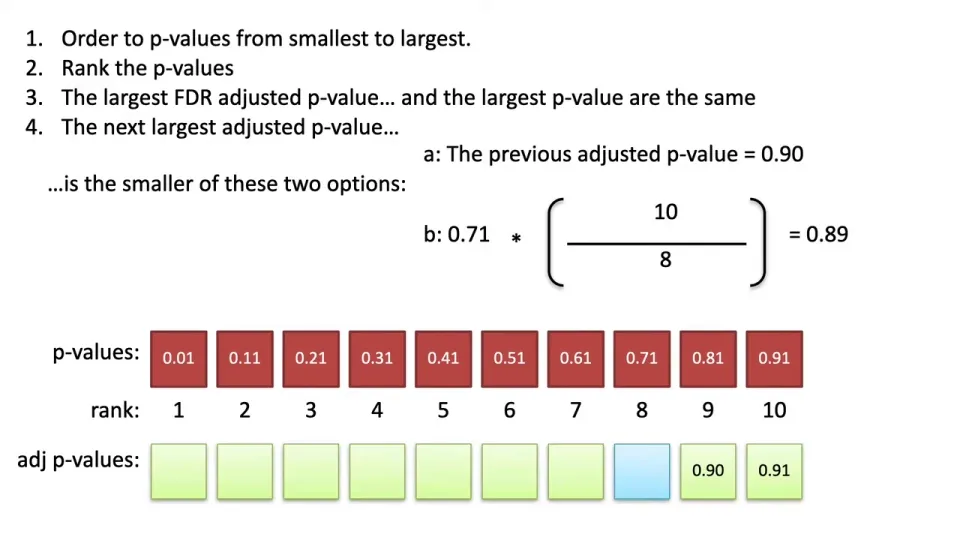 1. Order to p-values from smallest to largest.
2. Rank the p-values
3. The largest FDR adjusted p-value... and the largest p-value are the same
4. The next largest adjusted p-value...
a: The previous adjusted p-value = 0.90
...is the smaller of these two options:
10
b: 0.71 * = 0.89
8
p-values: 0.01 0.11 0.21 0.31 0.41 0.51 0.61 0.71 0.81 0.91
rank: 1 2 3 4 5 6 7 8 9 10
adj p-values: 0.90 0.91